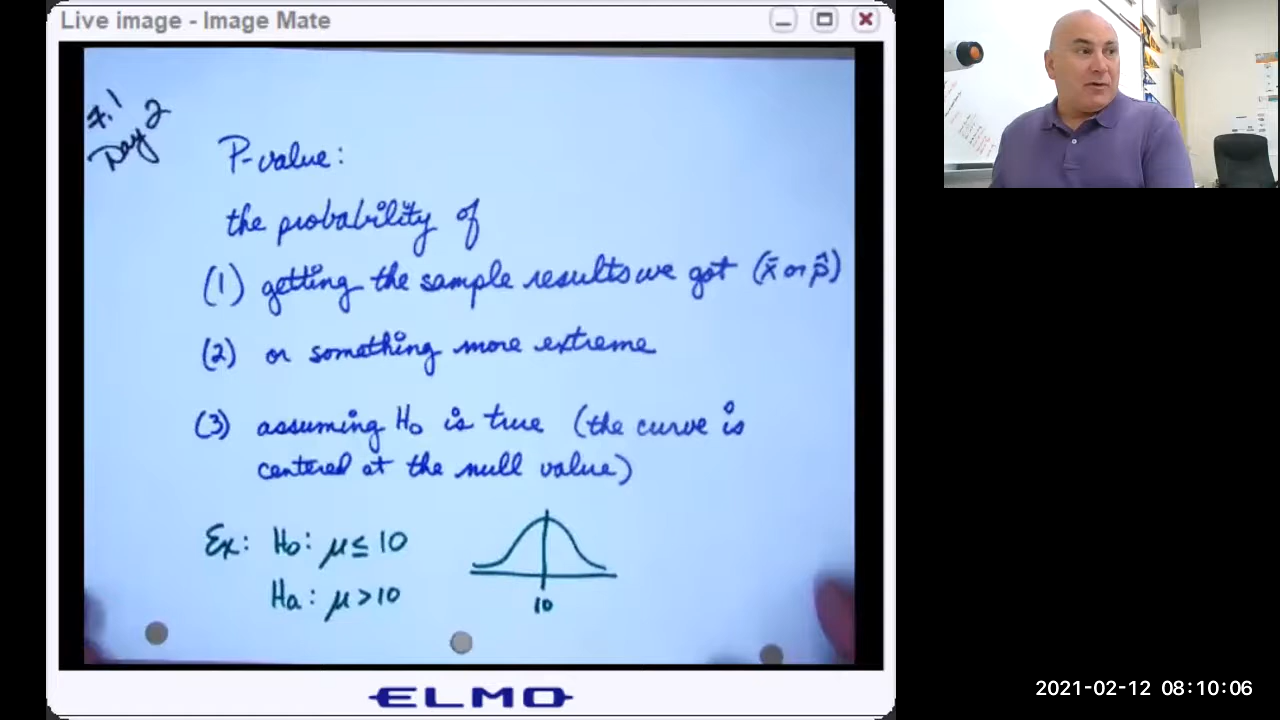 Live image - Image Mate
7.1
Day 2
P-value:
the probability of
(1) getting the sample results we got (x̄ or p̂)
(2) or something more extreme
(3) assuming H₀ is true (the curve is
centered at the null value)
Ex: H₀: μ ≤ 10
Ha: μ > 10
10
ELMO
2021-02-12 08:10:06